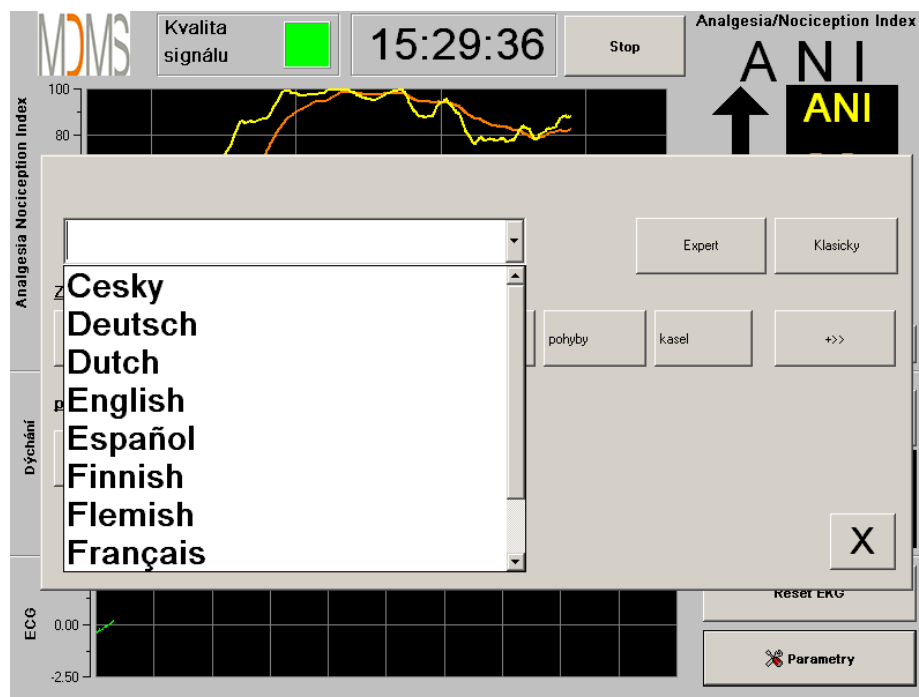 MDMS
Kvalita
signálu
15:29:36
Stop
Analgesia/Nociception Index
ANI
ANI
Analgesia Nociception Index
100
80
Expert
Klasicky
Cesky
Deutsch
Dutch
English
Español
Finnish
Flemish
Français
Z
pohyby
kasel
+>>
p
X
Dýchání
Reset EKG
ECG
0.00
-2.50
Parametry